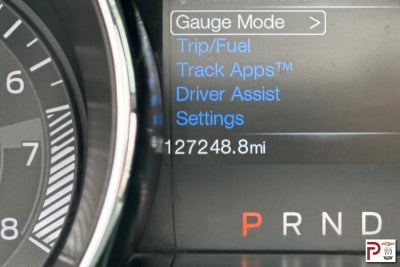 Gauge Mode >
Trip/Fuel
Track Apps™
Driver Assist
Settings
127248.8mi
P R N D
6
7
8
P